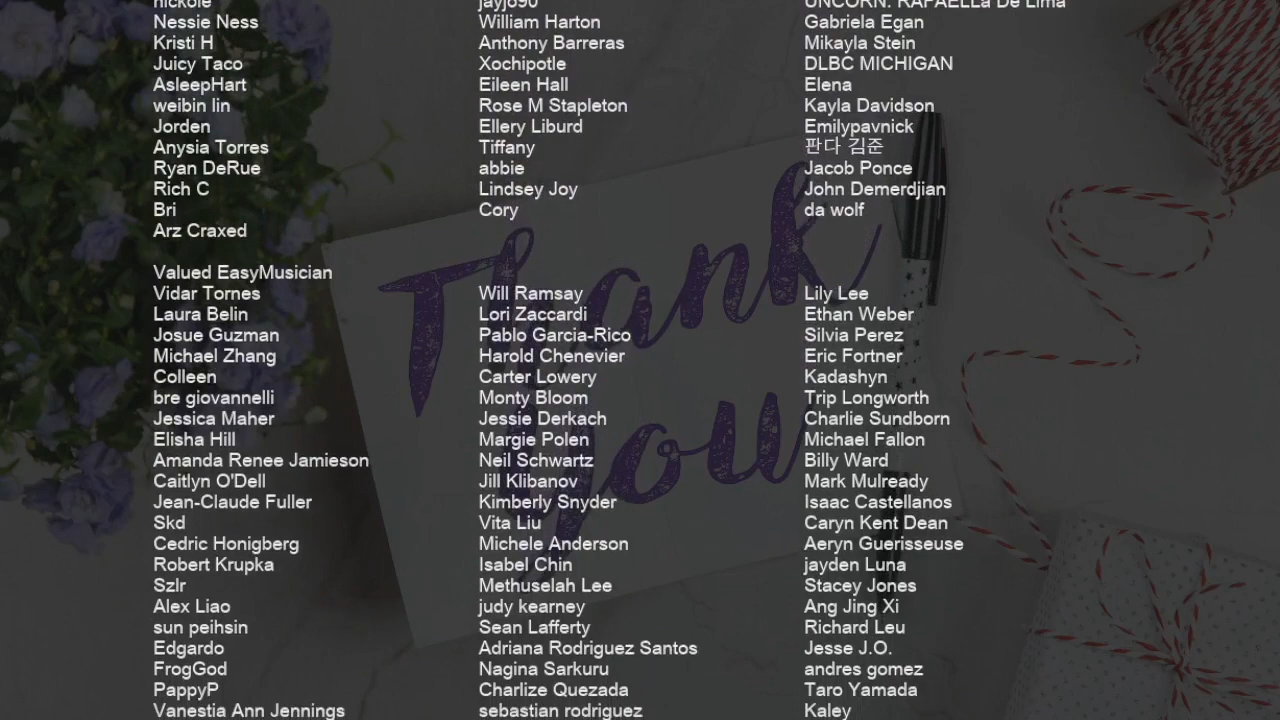 nickole
jayjo90
UNCORN. RAFAELLa De Lima
Nessie Ness
William Harton
Gabriela Egan
Kristi H
Anthony Barreras
Mikayla Stein
Juicy Taco
Xochipotle
DLBC MICHIGAN
AsleepHart
Eileen Hall
Elena
weibin lin
Rose M Stapleton
Kayla Davidson
Jorden
Ellery Liburd
Emilypavnick
Anysia Torres
Tiffany
판다 김준
Ryan DeRue
abbie
Jacob Ponce
Rich C
Lindsey Joy
John Demerdjian
Bri
Cory
da wolf
Arz Craxed
Valued EasyMusician
Vidar Tornes
Will Ramsay
Lily Lee
Laura Belin
Lori Zaccardi
Ethan Weber
Josue Guzman
Pablo Garcia-Rico
Silvia Perez
Michael Zhang
Harold Chenevier
Eric Fortner
Colleen
Carter Lowery
Kadashyn
bre giovannelli
Monty Bloom
Trip Longworth
Jessica Maher
Jessie Derkach
Charlie Sundborn
Elisha Hill
Margie Polen
Michael Fallon
Amanda Renee Jamieson
Neil Schwartz
Billy Ward
Caitlyn O'Dell
Jill Klibanov
Mark Mulready
Jean-Claude Fuller
Kimberly Snyder
Isaac Castellanos
Skd
Vita Liu
Caryn Kent Dean
Cedric Honigberg
Michele Anderson
Aeryn Guerisseuse
Robert Krupka
Isabel Chin
jayden Luna
Szlr
Methuselah Lee
Stacey Jones
Alex Liao
judy kearney
Ang Jing Xi
sun peihsin
Sean Lafferty
Richard Leu
Edgardo
Adriana Rodriguez Santos
Jesse J.O.
FrogGod
Nagina Sarkuru
andres gomez
PappyP
Charlize Quezada
Taro Yamada
Vanestia Ann Jennings
sebastian rodriguez
Kaley
Thank
you